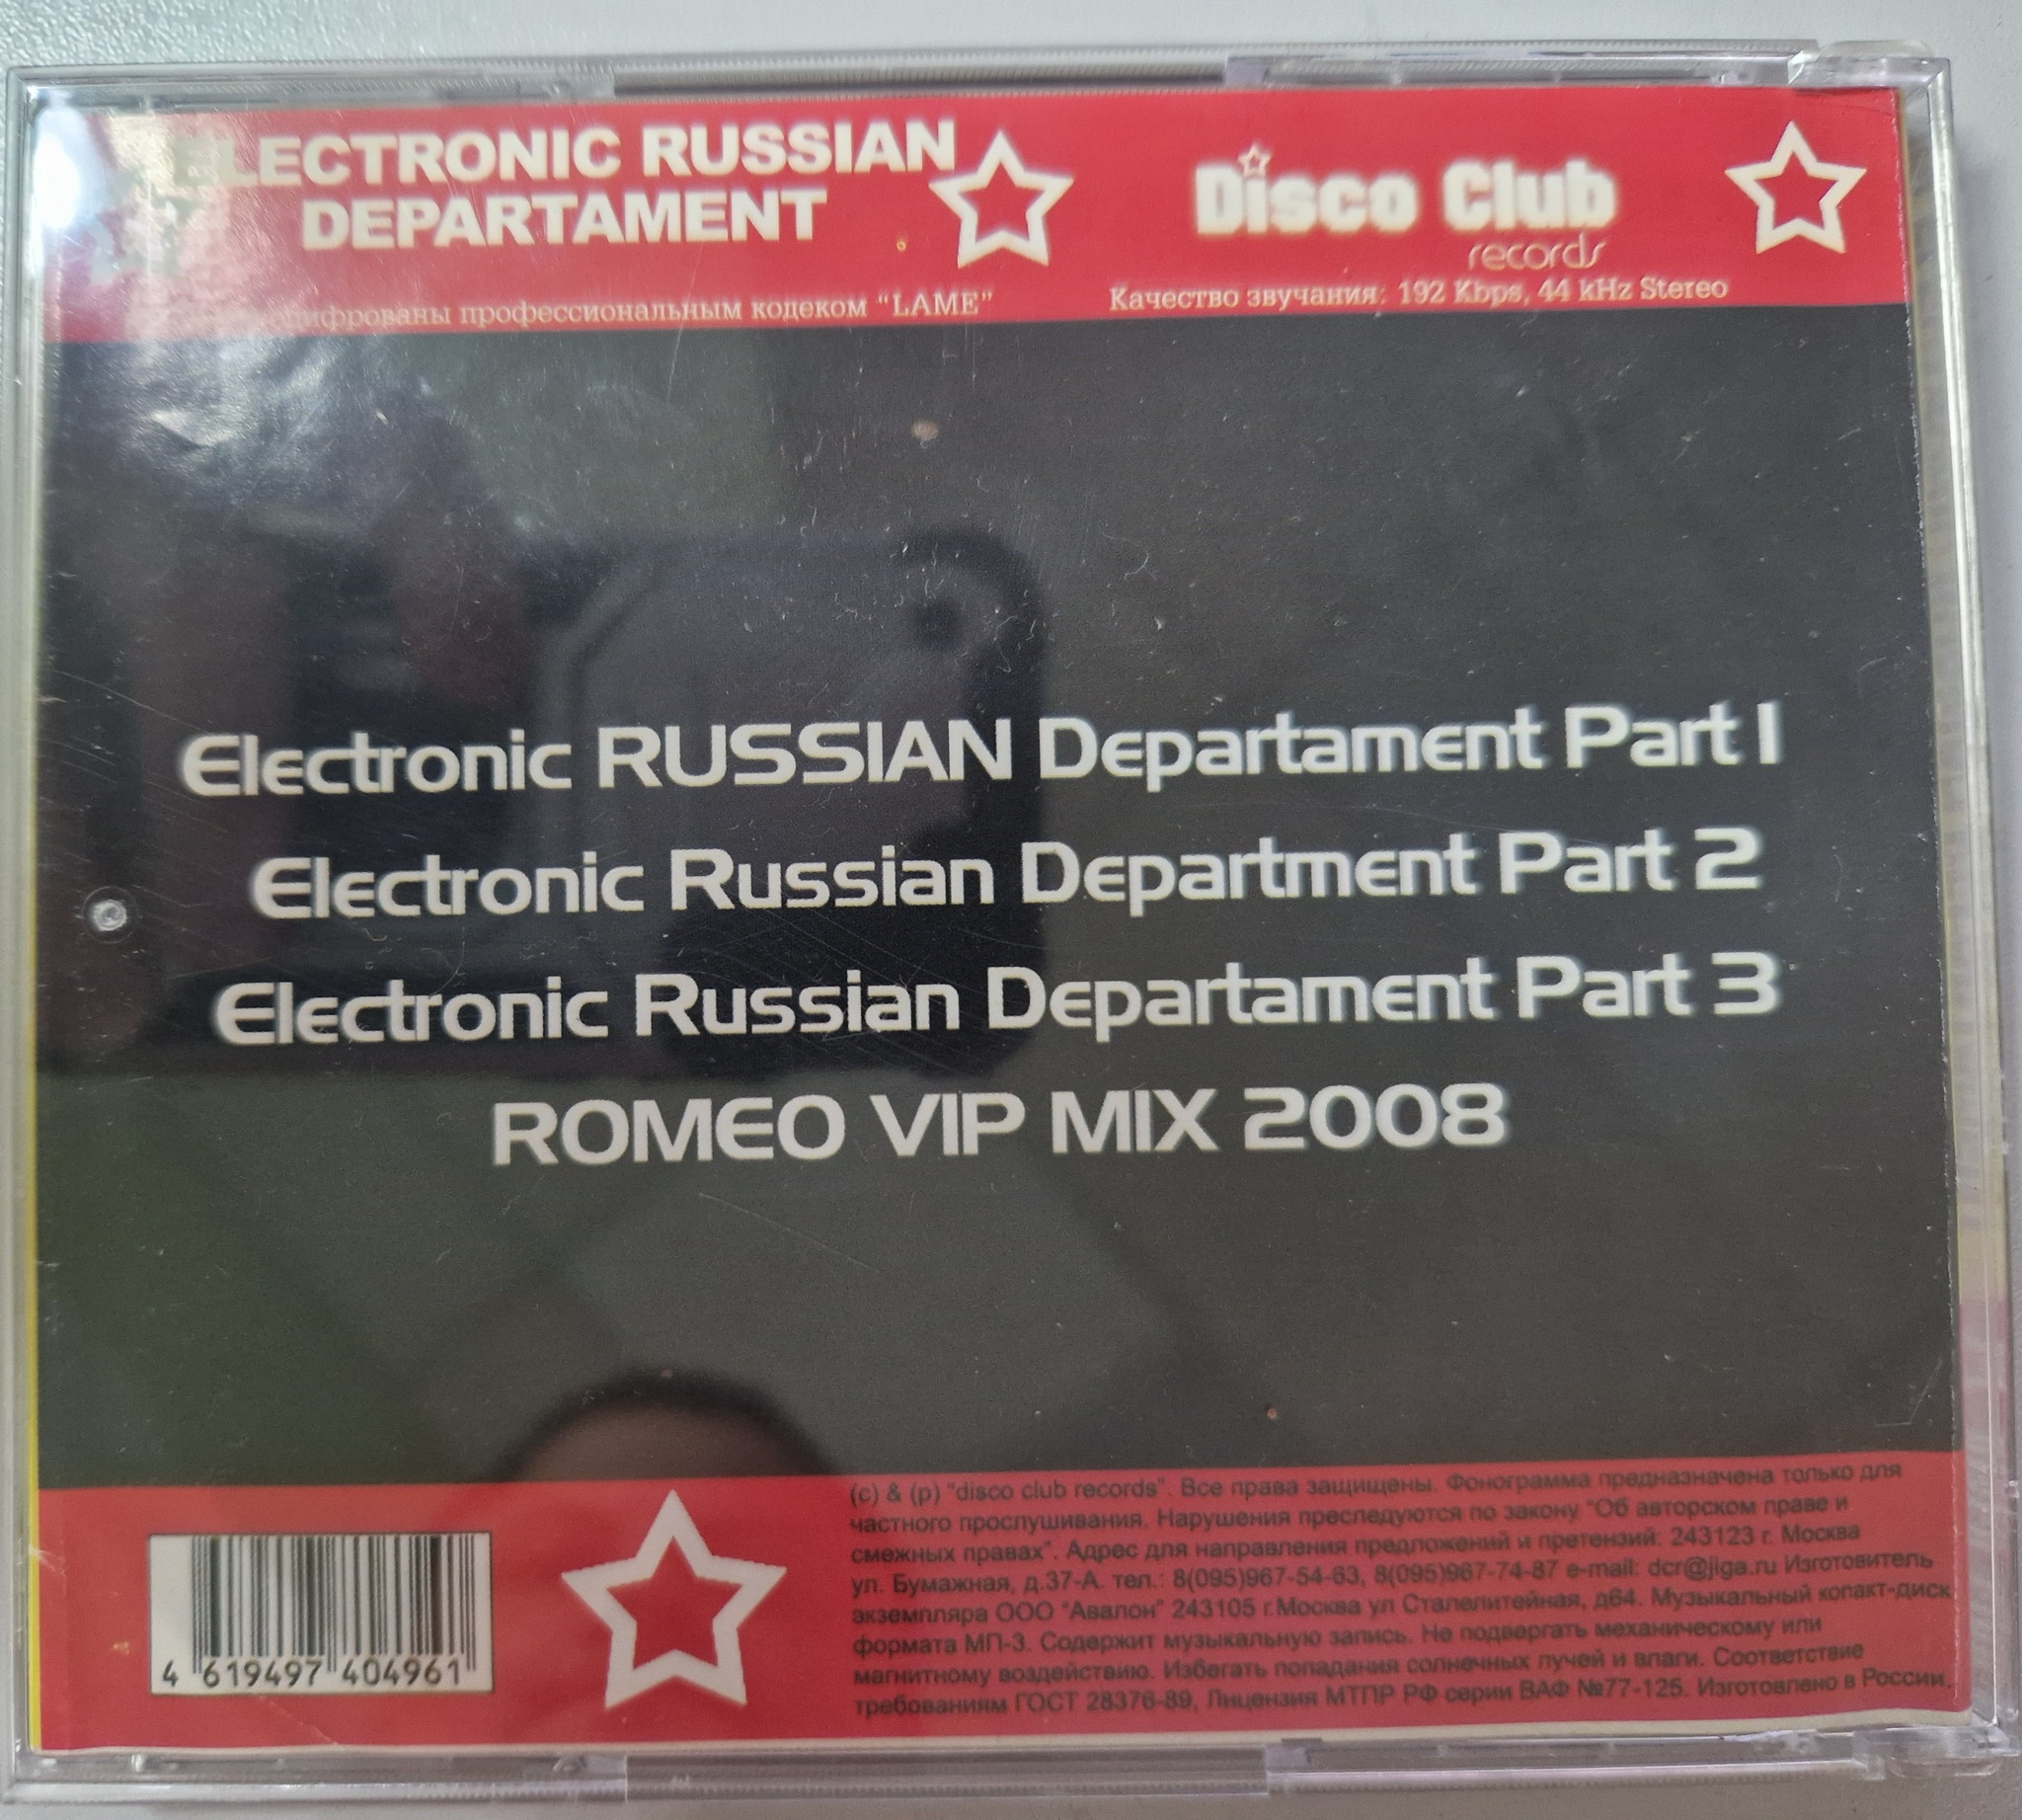 ELECTRONIC RUSSIAN
DEPARTAMENT
Disco Club
records
профессиональным кодеком "LAME"
Качество звучания: 192 Kbps, 44 kHz Stereo
Electronic RUSSIAN Departament Part 1
Electronic Russian Department Part 2
Electronic Russian Departament Part 3
ROMEO VIP MIX 2008
(c) & (p) "disco club records". Все права защищены. Фонограмма предназначена только для
частного прослушивания. Нарушения преследуются по закону "Об авторском праве и
смежных правах". Адрес для направления предложений и претензий: 243123 г. Москва
ул. Бумажная, д.37-А. тел.: 8(095)967-54-63, 8(095)967-74-87 e-mail: dcr@jiga.ru Изготовитель
экземпляра ООО "Авалон" 243105 г.Москва ул Сталелитейная, д64. Музыкальный копакт-диск
формата МП-3. Содержит музыкальную запись. Не подвергать механическому или
магнитному воздействию. Избегать попадания солнечных лучей и влаги. Соответствие
требованиям ГОСТ 28376-89, Лицензия МТПР РФ серии ВАФ №77-125. Изготовлено в России.
4 619497 404961